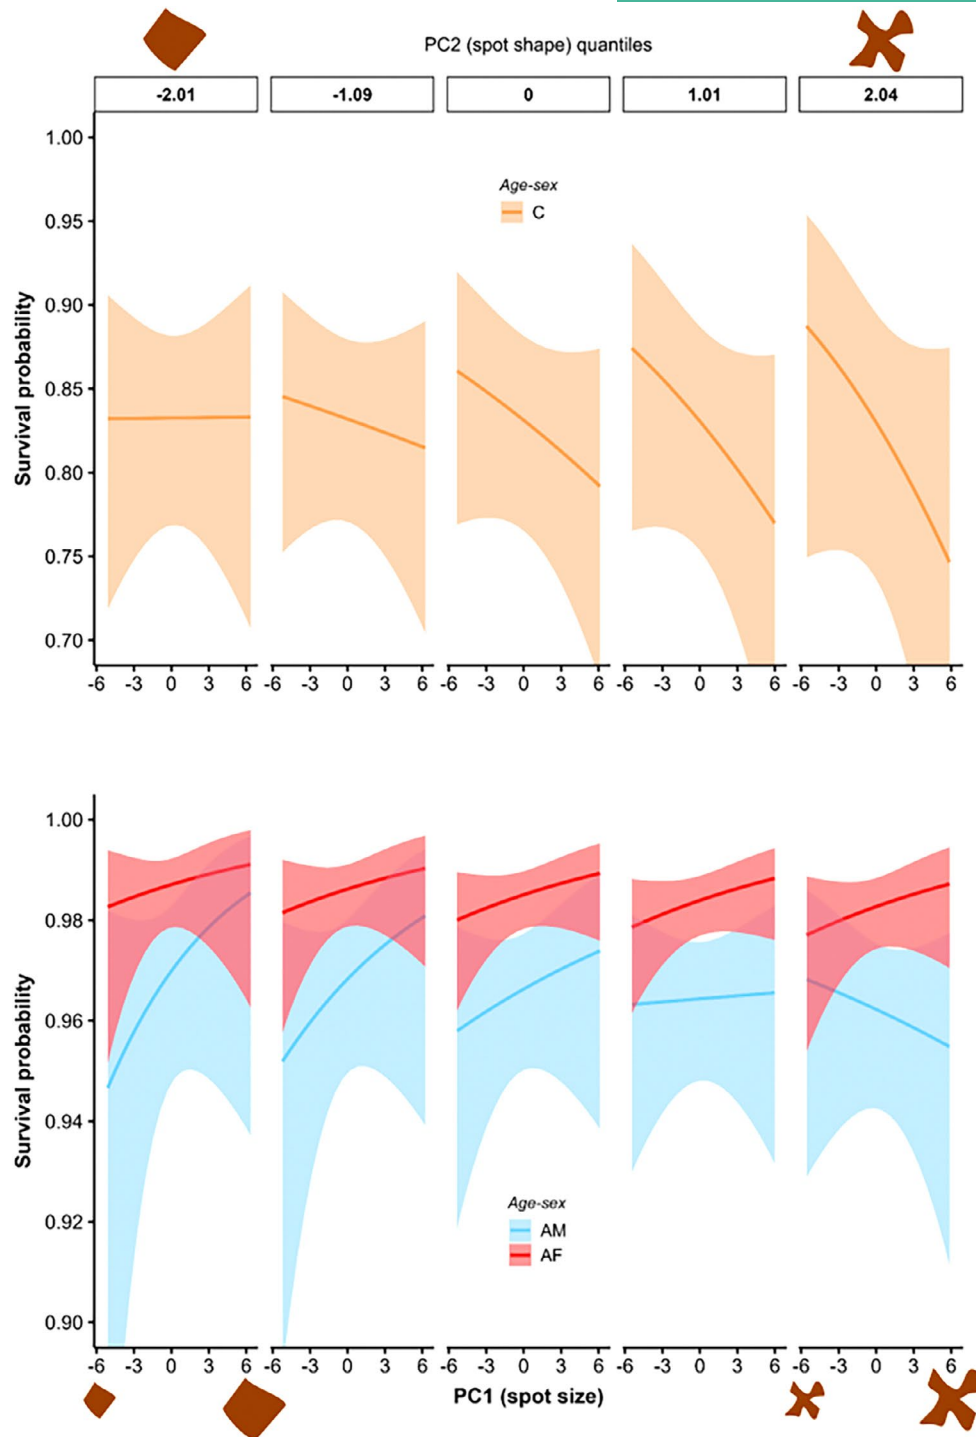 PC2 (spot shape) quantiles
-2.01 -1.09 0 1.01 2.04
1.00
Age-sex
C
0.95
0.90
0.85
Survival probability
0.80
0.75
0.70
-6 -3 0 3 6 -6 -3 0 3 6 -6 -3 0 3 6 -6 -3 0 3 6 -6 -3 0 3 6
1.00
0.98
0.96
Survival probability
0.94
0.92
Age-sex
AM
AF
0.90
-6 -3 0 3 6 -6 -3 0 3 6 -6 -3 0 3 6 -6 -3 0 3 6 -6 -3 0 3 6
PC1 (spot size)